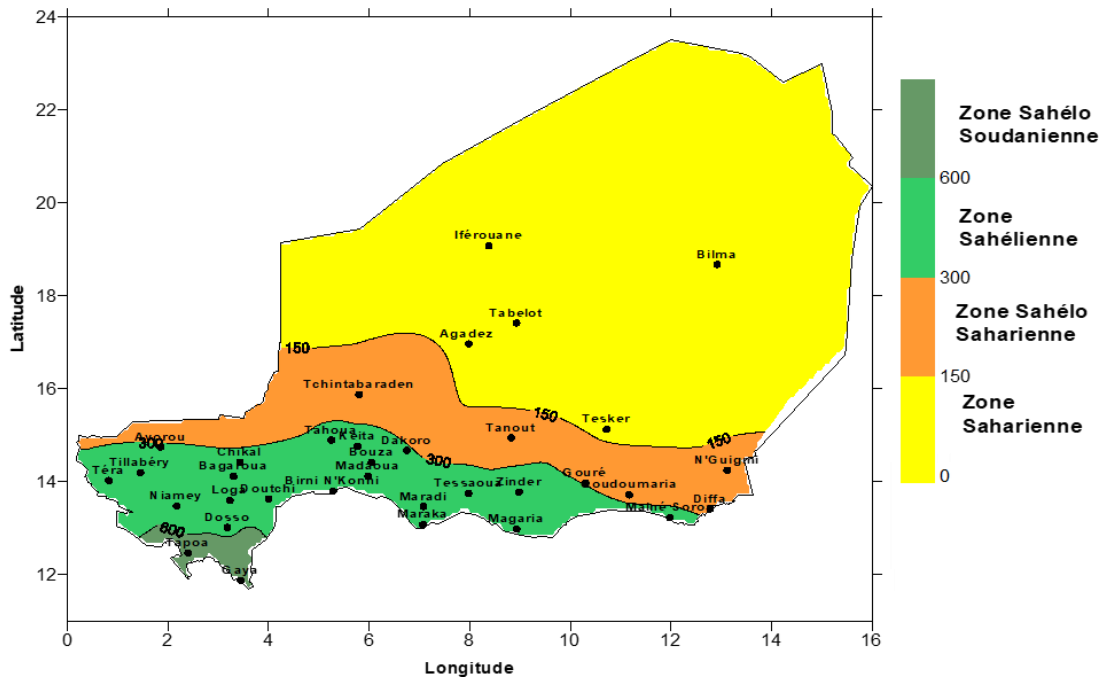 24
22
20
18
16
14
12
Latitude
0
2
4
6
8
10
12
14
16
Longitude
Iférouane
Bilma
Tabelot
Agadez
150
Tchintabaraden
150
Tesker
Tanout
150
Ayorou
300
Tahoua
Keita
Dakoro
N'Guigmi
Chikal
Bouza
300
Téra
Tillabéry
Bagaroua
Madaoua
Gouré
Birni N'Konni
Tessaoua
Zinder
Goudoumaria
Niamey
Loga
Doutchi
Maradi
Diffa
Maïné Soroa
Dosso
Maraka
Magaria
600
Tapoa
Gaya
Zone Sahélo
Soudanienne
600
Zone
Sahélienne
300
Zone Sahélo
Saharienne
150
Zone
Saharienne
0